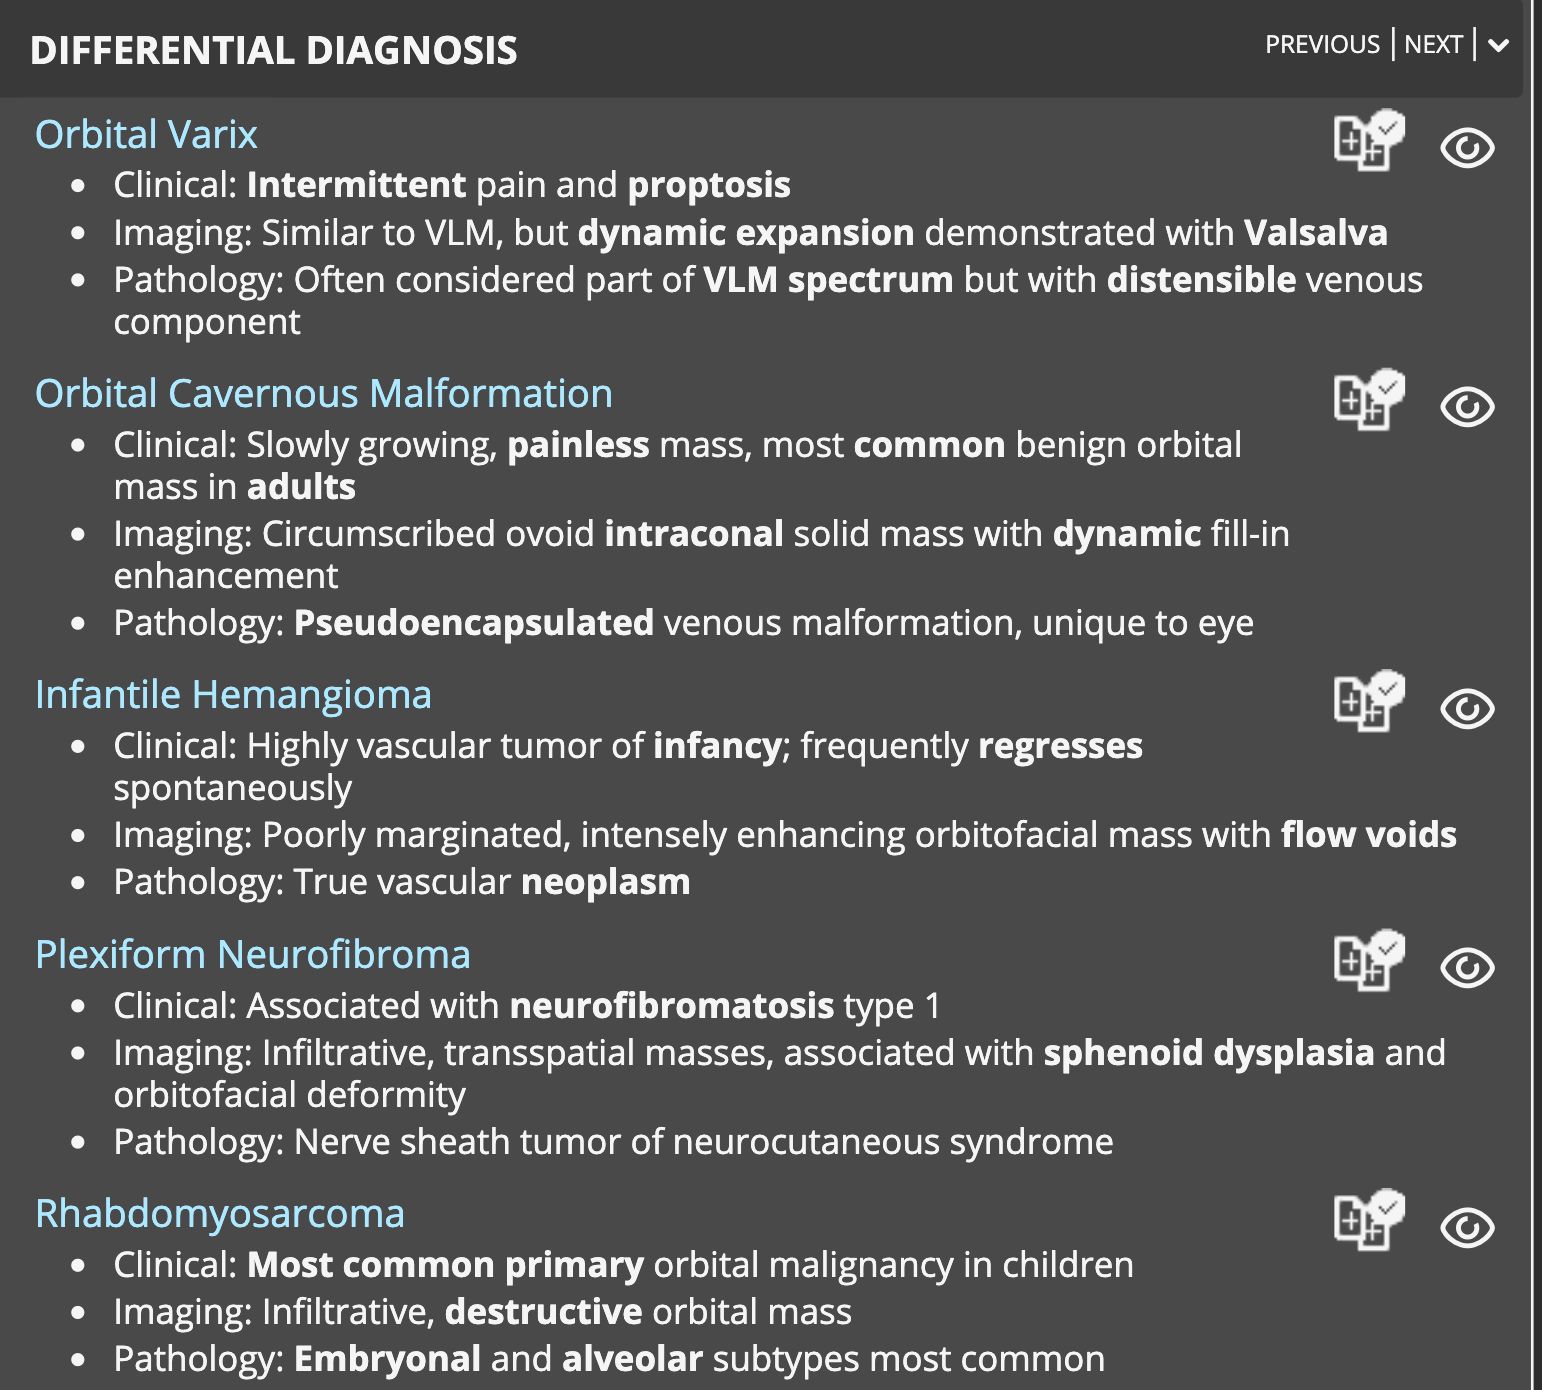 DIFFERENTIAL DIAGNOSIS
PREVIOUS | NEXT |
Orbital Varix
• Clinical: Intermittent pain and proptosis
• Imaging: Similar to VLM, but dynamic expansion demonstrated with Valsalva
• Pathology: Often considered part of VLM spectrum but with distensible venous
component
Orbital Cavernous Malformation
• Clinical: Slowly growing, painless mass, most common benign orbital
mass in adults
• Imaging: Circumscribed ovoid intraconal solid mass with dynamic fill-in
enhancement
• Pathology: Pseudoencapsulated venous malformation, unique to eye
Infantile Hemangioma
• Clinical: Highly vascular tumor of infancy; frequently regresses
spontaneously
• Imaging: Poorly marginated, intensely enhancing orbitofacial mass with flow voids
• Pathology: True vascular neoplasm
Plexiform Neurofibroma
• Clinical: Associated with neurofibromatosis type 1
• Imaging: Infiltrative, transspatial masses, associated with sphenoid dysplasia and
orbitofacial deformity
• Pathology: Nerve sheath tumor of neurocutaneous syndrome
Rhabdomyosarcoma
• Clinical: Most common primary orbital malignancy in children
• Imaging: Infiltrative, destructive orbital mass
• Pathology: Embryonal and alveolar subtypes most common